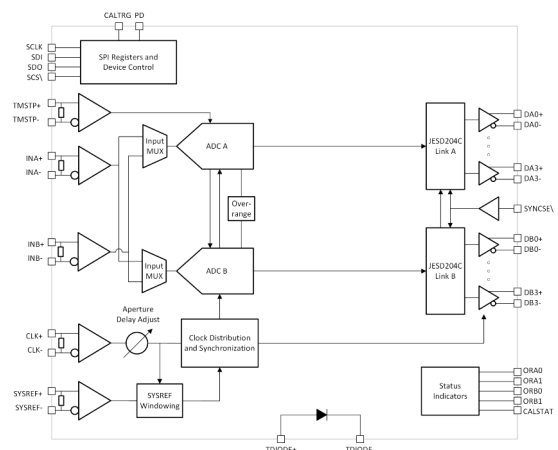 CALTRG PD
SCLK
SDI
SDO
SCS\
SPI Registers and
Device Control
TMSTP+
TMSTP-
INA+
INA-
Input
MUX
ADC A
JESD204C
Link A
DA0+
DA0-
DA3+
DA3-
Over-
range
SYNCSE\
INB+
INB-
Input
MUX
ADC B
JESD204C
Link B
DB0+
DB0-
DB3+
DB3-
Aperture
Delay Adjust
CLK+
CLK-
Clock Distribution
and Synchronization
SYSREF+
SYSREF-
SYSREF
Windowing
Status
Indicators
ORA0
ORA1
ORB0
ORB1
CALSTAT
TDIODE+
TDIODE-